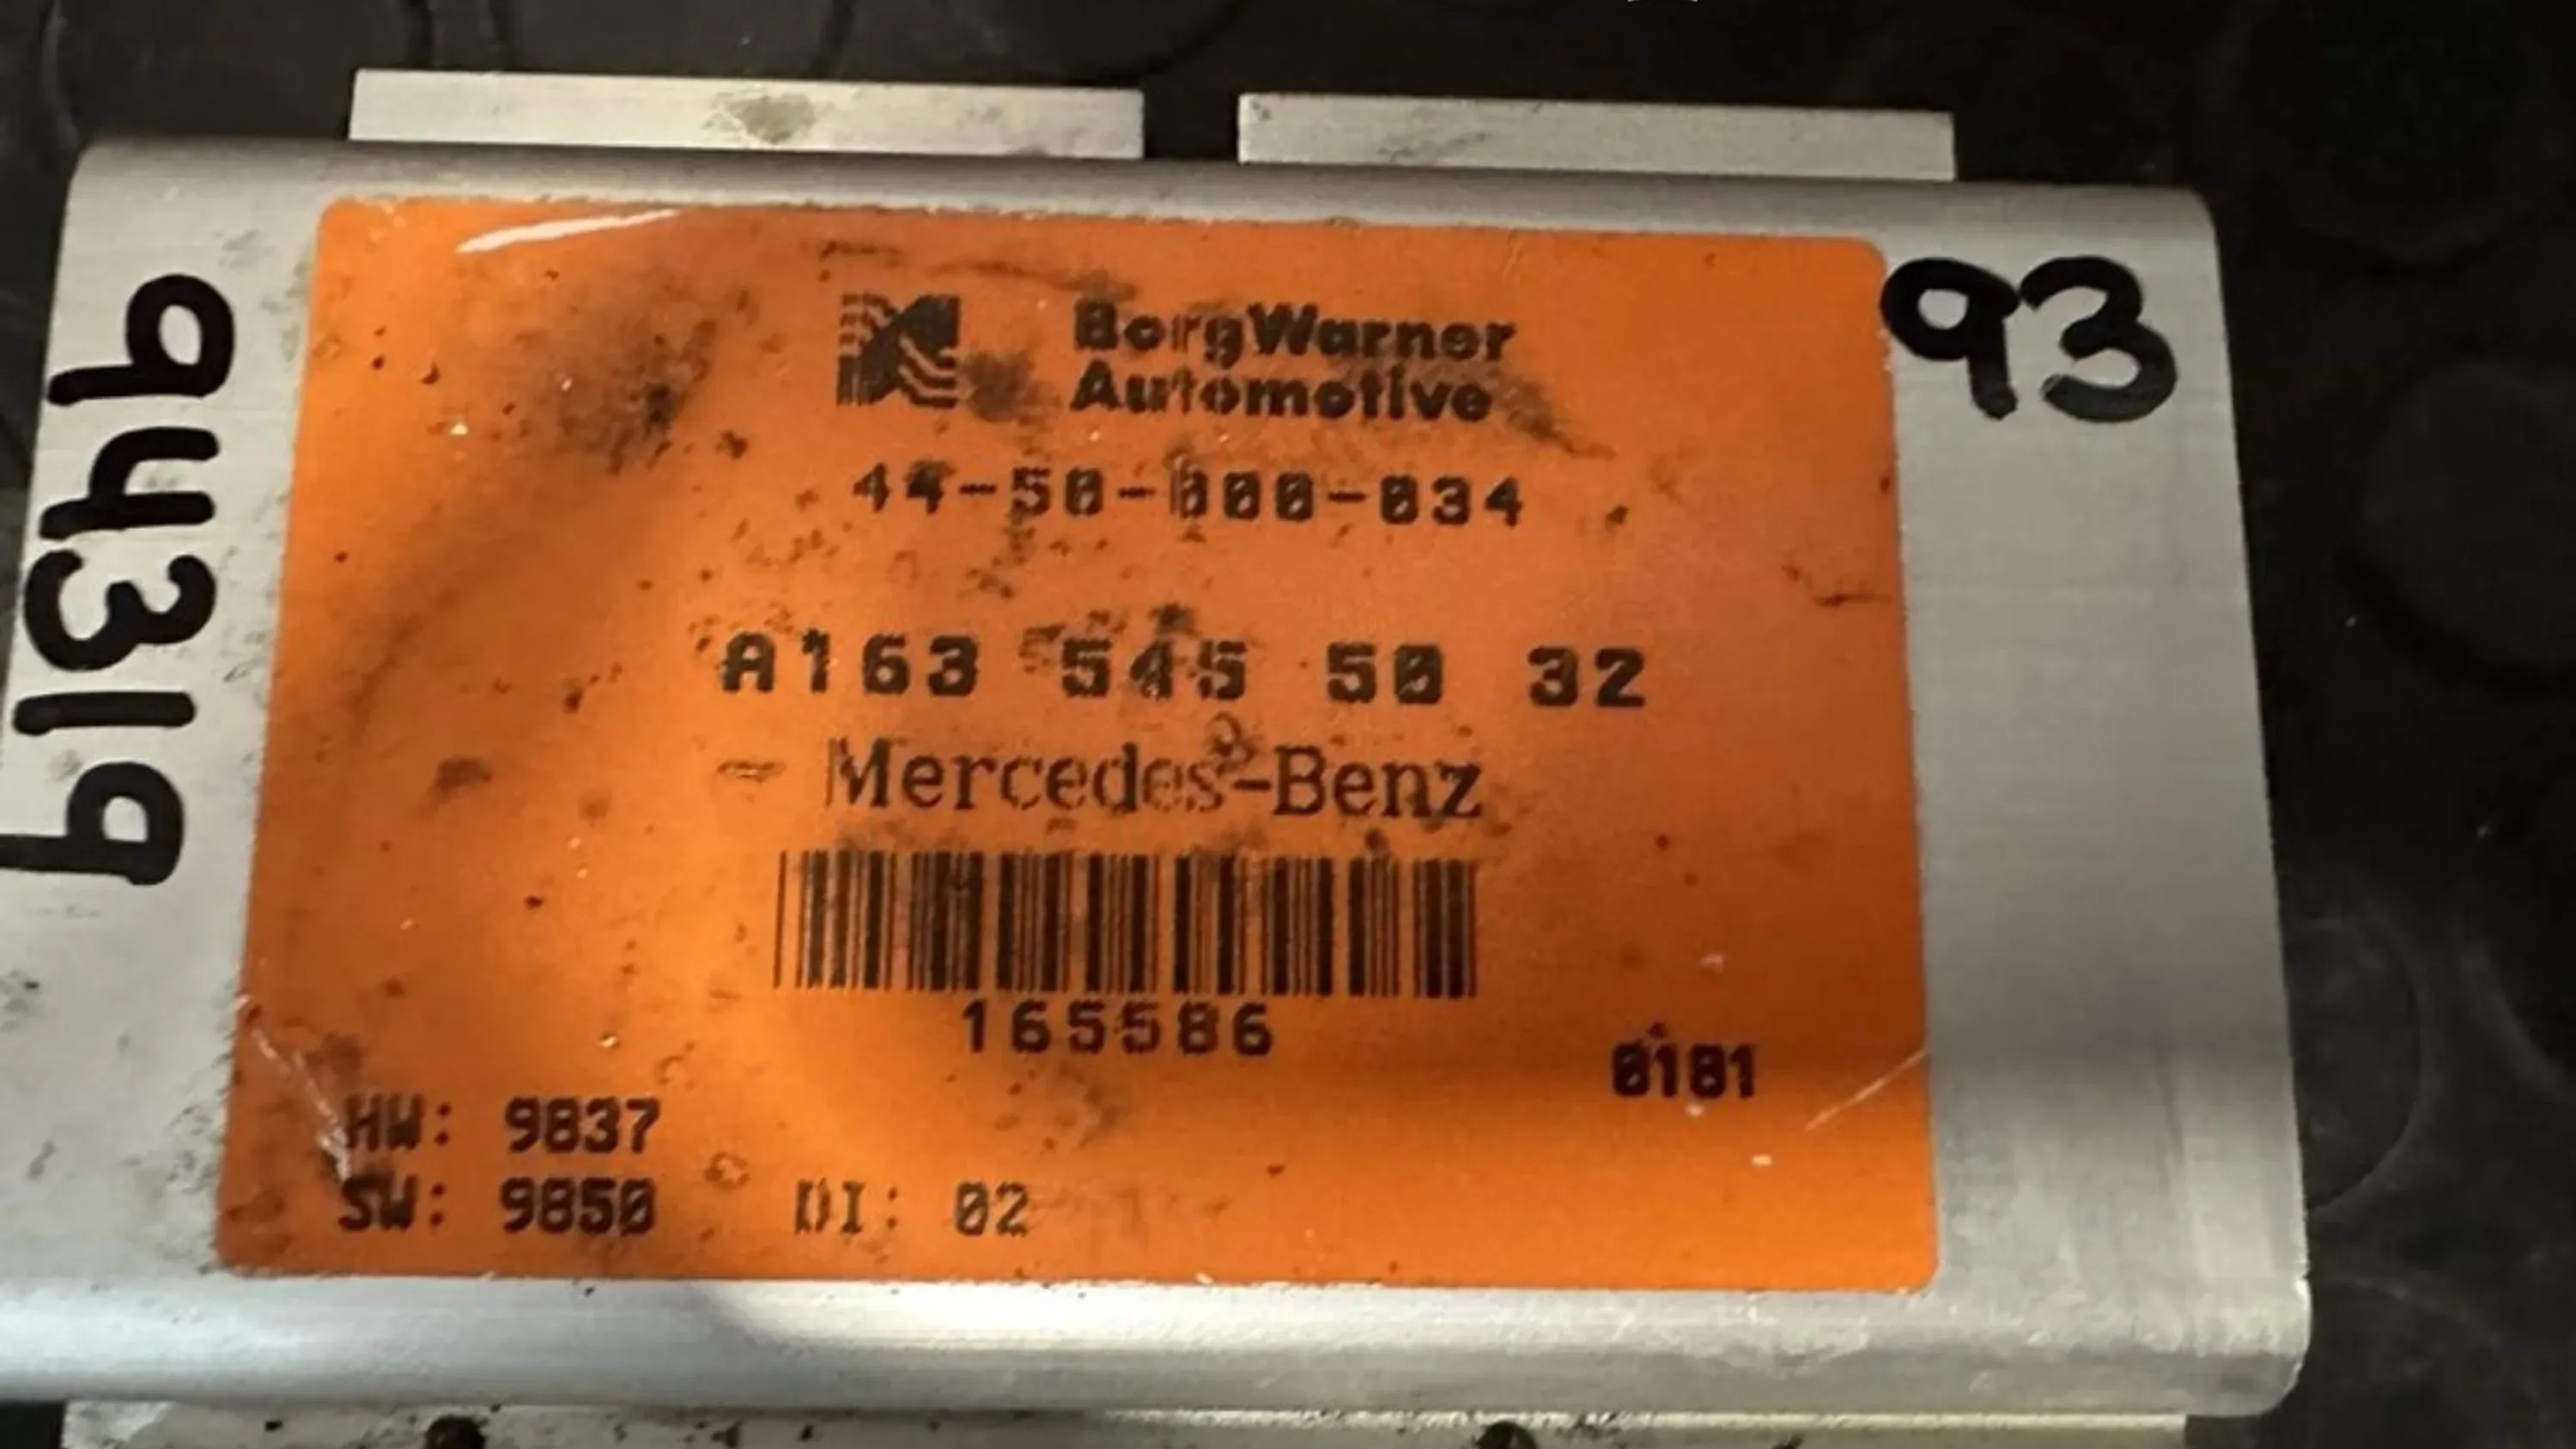 BorgWarner
Automotive
93
44-50-000-034
A163 545 50 32
Mercedes-Benz
165586
0181
HW: 9837
SW: 9850 DI: 02
94319